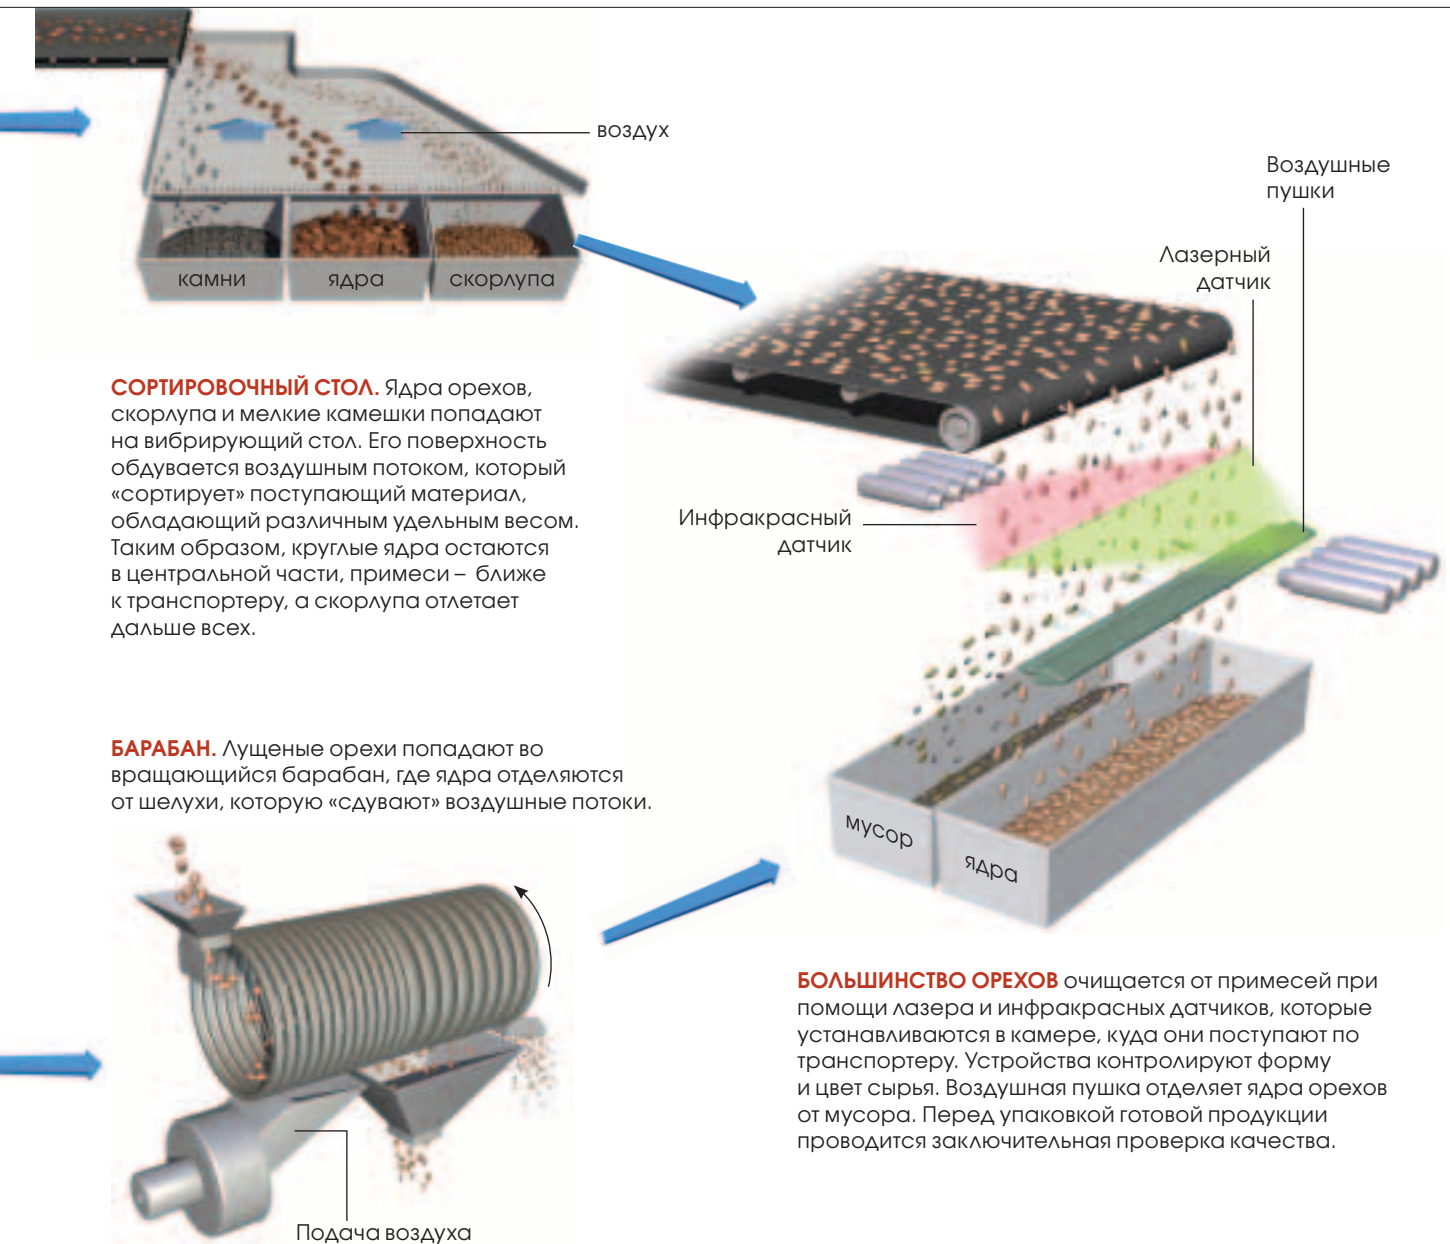 воздух
камни
ядра
скорлупа
СОРТИРОВОЧНЫЙ СТОЛ. Ядра орехов,
скорлупа и мелкие камешки попадают
на вибрирующий стол. Его поверхность
обдувается воздушным потоком, который
«сортирует» поступающий материал,
обладающий различным удельным весом.
Таким образом, круглые ядра остаются
в центральной части, примеси – ближе
к транспортеру, а скорлупа отлетает
дальше всех.
Воздушные
пушки
Лазерный
датчик
Инфракрасный
датчик
мусор
ядра
БАРАБАН. Лущеные орехи попадают во
вращающийся барабан, где ядра отделяются
от шелухи, которую «сдувают» воздушные потоки.
Подача воздуха
БОЛЬШИНСТВО ОРЕХОВ очищается от примесей при
помощи лазера и инфракрасных датчиков, которые
устанавливаются в камере, куда они поступают по
транспортеру. Устройства контролируют форму
и цвет сырья. Воздушная пушка отделяет ядра орехов
от мусора. Перед упаковкой готовой продукции
проводится заключительная проверка качества.